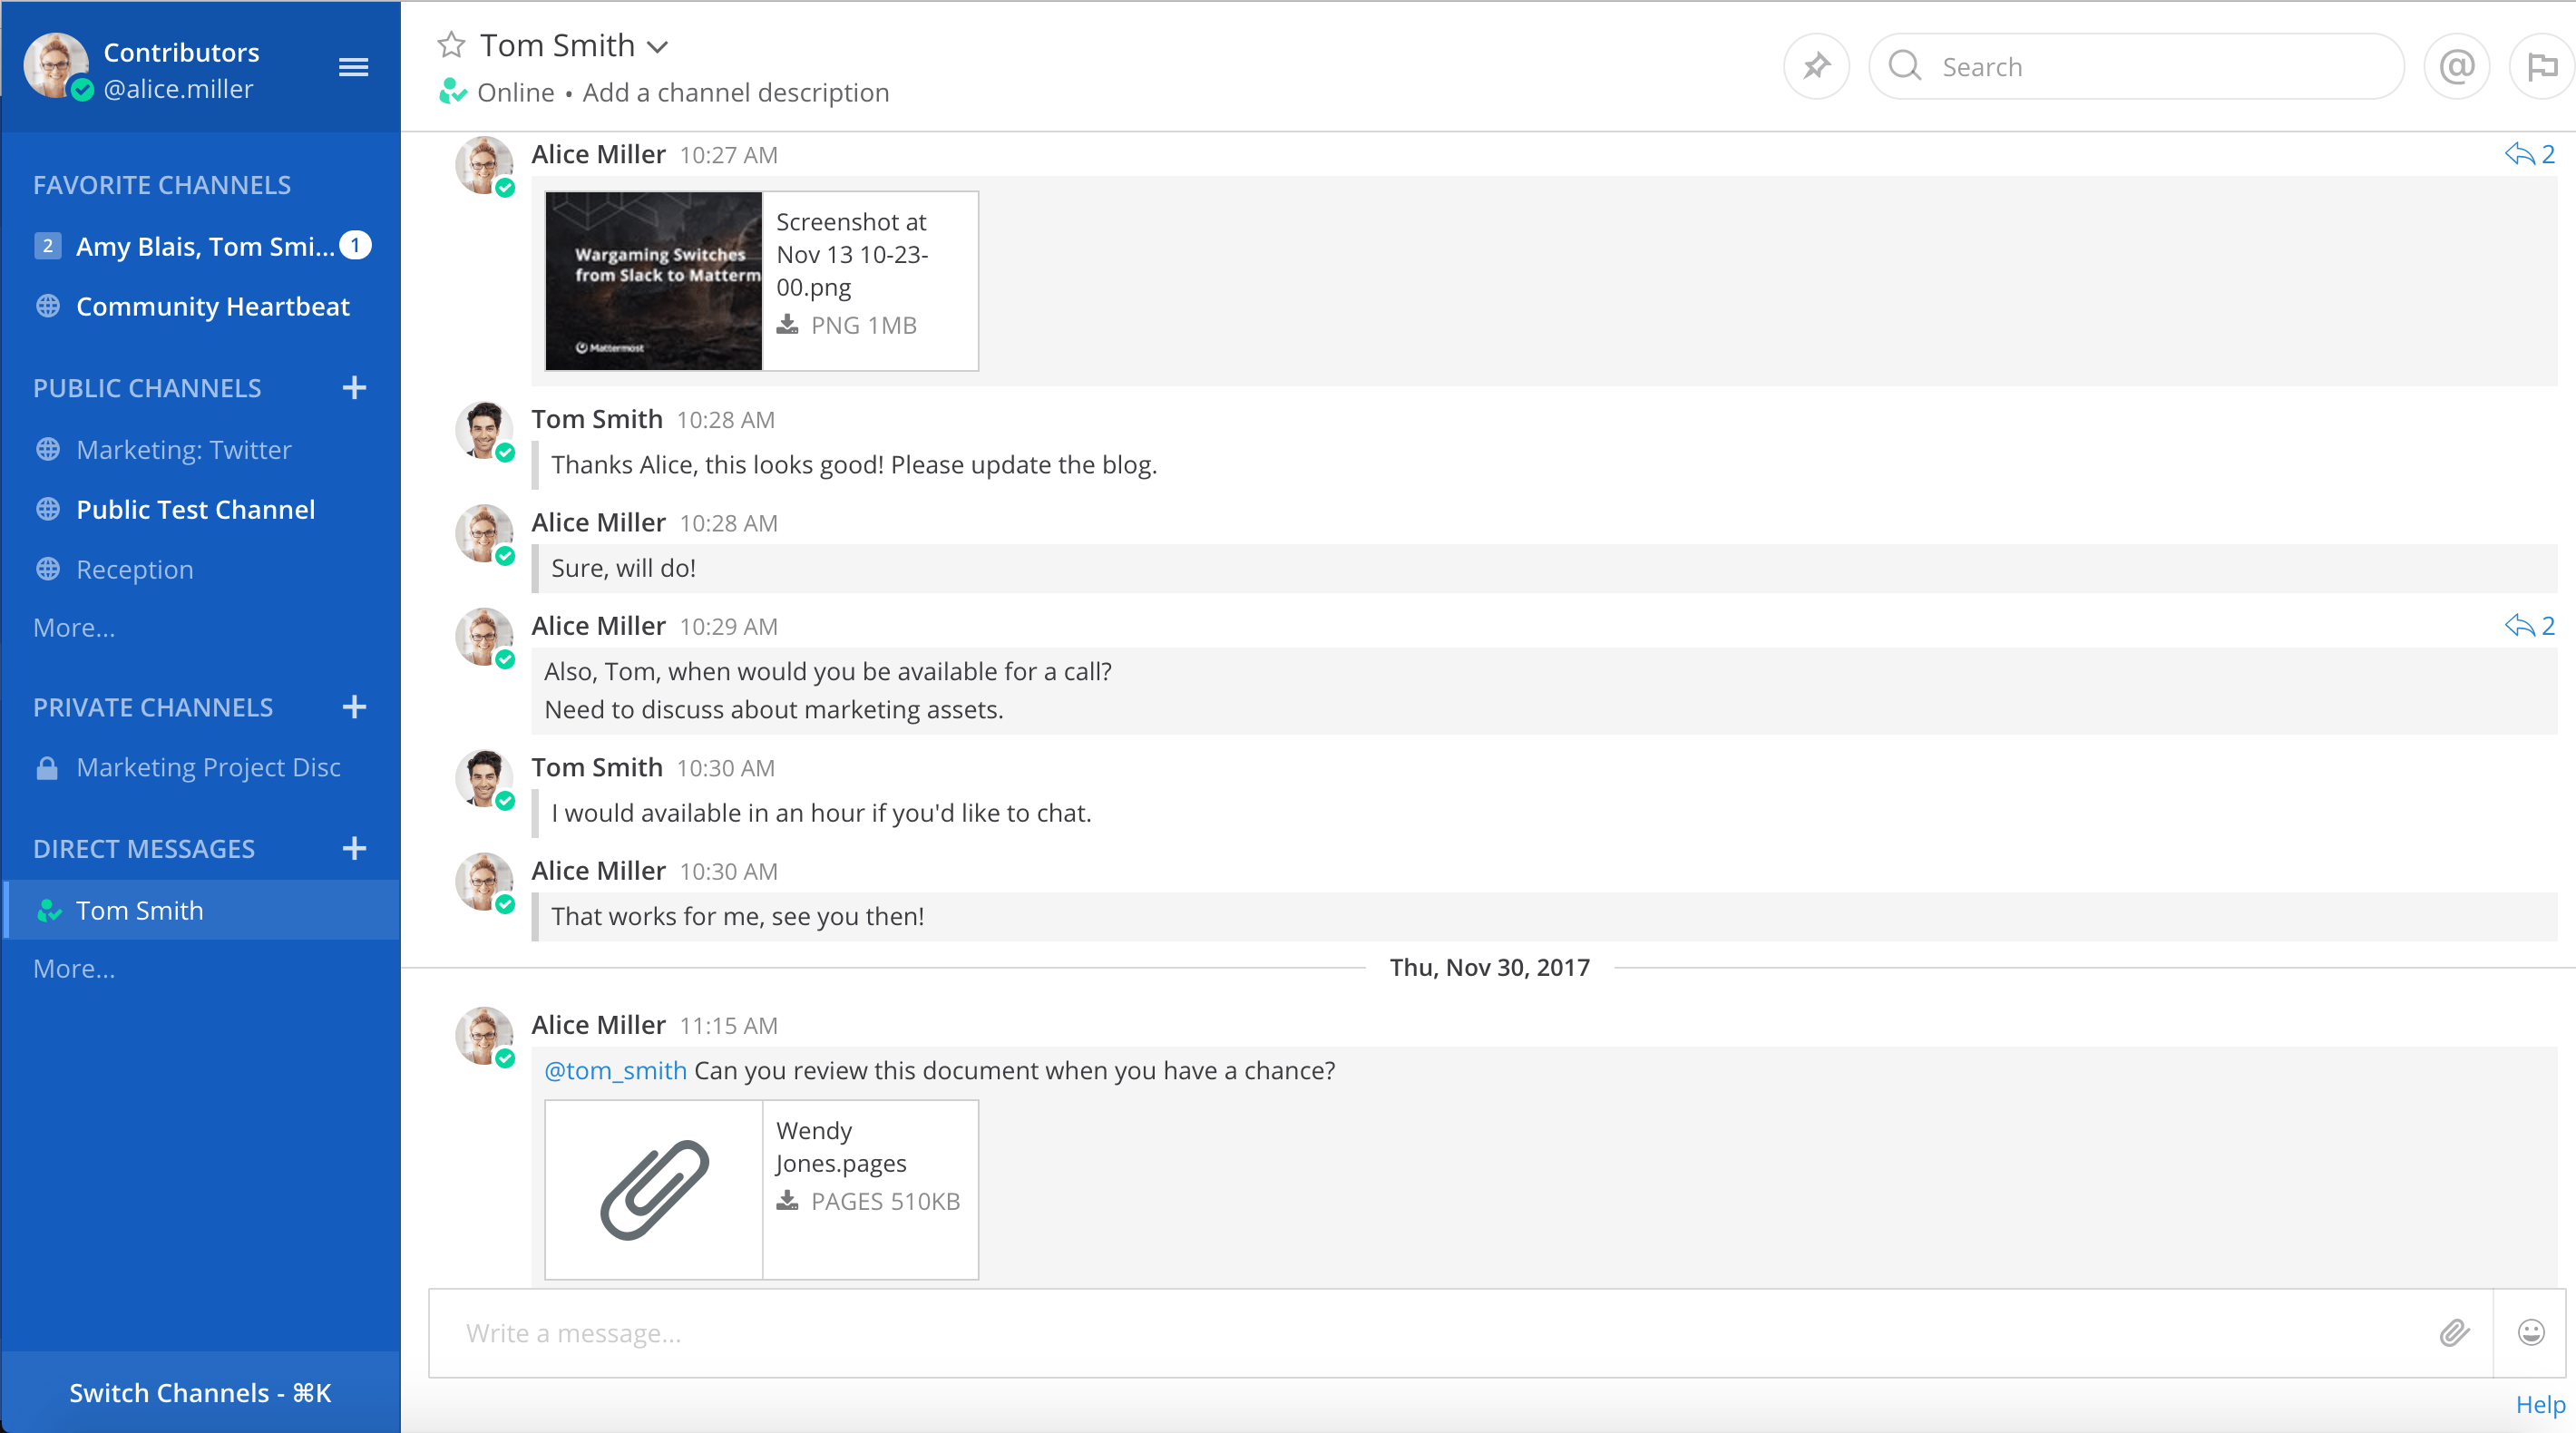 Contributors
@alice.miller
FAVORITE CHANNELS
2 Amy Blais, Tom Smi... 1
Community Heartbeat
PUBLIC CHANNELS
Marketing: Twitter
Public Test Channel
Reception
More...
PRIVATE CHANNELS
Marketing Project Disc
DIRECT MESSAGES
Tom Smith
More...
Switch Channels - ⌘K
Tom Smith
Online • Add a channel description
Search
@
Alice Miller 10:27 AM
2
Wargaming Switches
from Slack to Matterm
Mattermost
Screenshot at
Nov 13 10-23-
00.png
PNG 1MB
Tom Smith 10:28 AM
Thanks Alice, this looks good! Please update the blog.
Alice Miller 10:28 AM
Sure, will do!
Alice Miller 10:29 AM
2
Also, Tom, when would you be available for a call?
Need to discuss about marketing assets.
Tom Smith 10:30 AM
I would available in an hour if you'd like to chat.
Alice Miller 10:30 AM
That works for me, see you then!
Thu, Nov 30, 2017
Alice Miller 11:15 AM
@tom_smith Can you review this document when you have a chance?
Wendy
Jones.pages
PAGES 510KB
Write a message...
Help